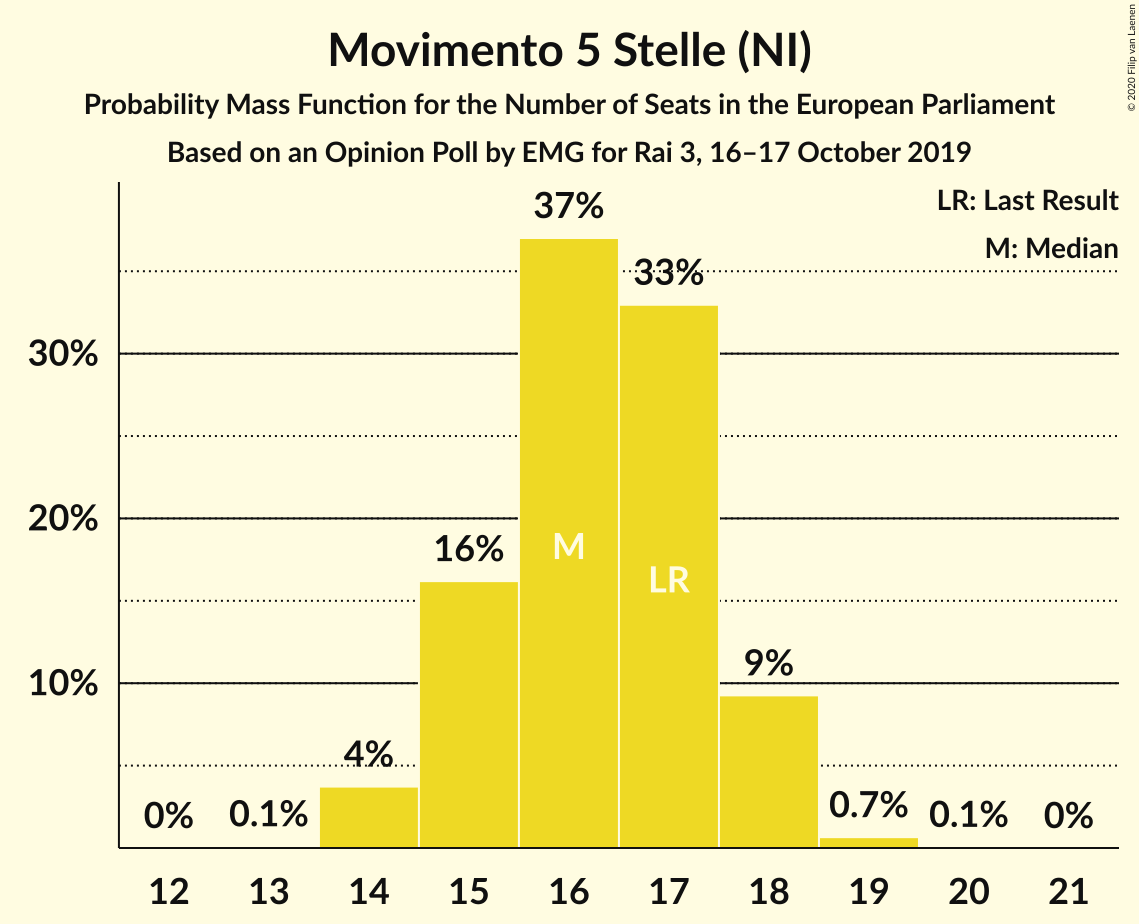 Movimento 5 Stelle (NI)
Probability Mass Function for the Number of Seats in the European Parliament
Based on an Opinion Poll by EMG for Rai 3, 16–17 October 2019
© 2020 Filip van Laenen
LR: Last Result
M: Median
37%
33%
30%
20%
16%
M
LR
10%
9%
4%
0%
0.1%
0.7%
0.1%
0%
12 13 14 15 16 17 18 19 20 21